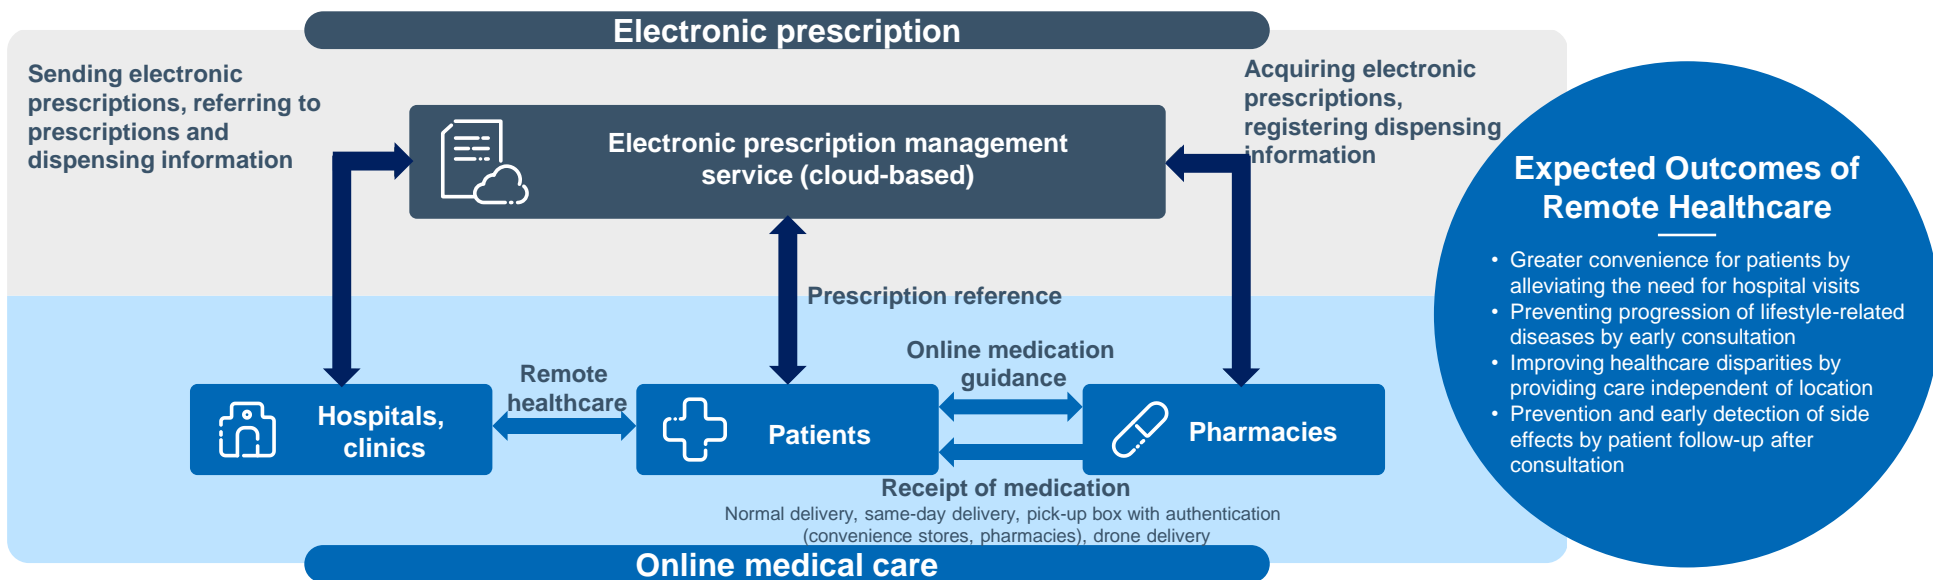 Electronic prescription
Sending electronic
prescriptions, referring to
prescriptions and
dispensing information
Acquiring electronic
prescriptions,
registering dispensing
information
Electronic prescription management
service (cloud-based)
Prescription reference
Remote
healthcare
Online medication
guidance
Hospitals,
clinics
Patients
Pharmacies
Receipt of medication
Normal delivery, same-day delivery, pick-up box with authentication
(convenience stores, pharmacies), drone delivery
Online medical care
Expected Outcomes of
Remote Healthcare
• Greater convenience for patients by
alleviating the need for hospital visits
• Preventing progression of lifestyle-related
diseases by early consultation
• Improving healthcare disparities by
providing care independent of location
• Prevention and early detection of side
effects by patient follow-up after
consultation